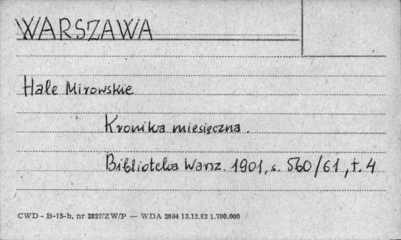 WARSZAWA
Hale Mirowskie
Kronika miesięczna.
Biblioteka Warsz. 1901, s. 560/61, t. 4
CWD - B-15-b, nr 2827/ZW/P — WDA 2694 13.12.62 1.700.000